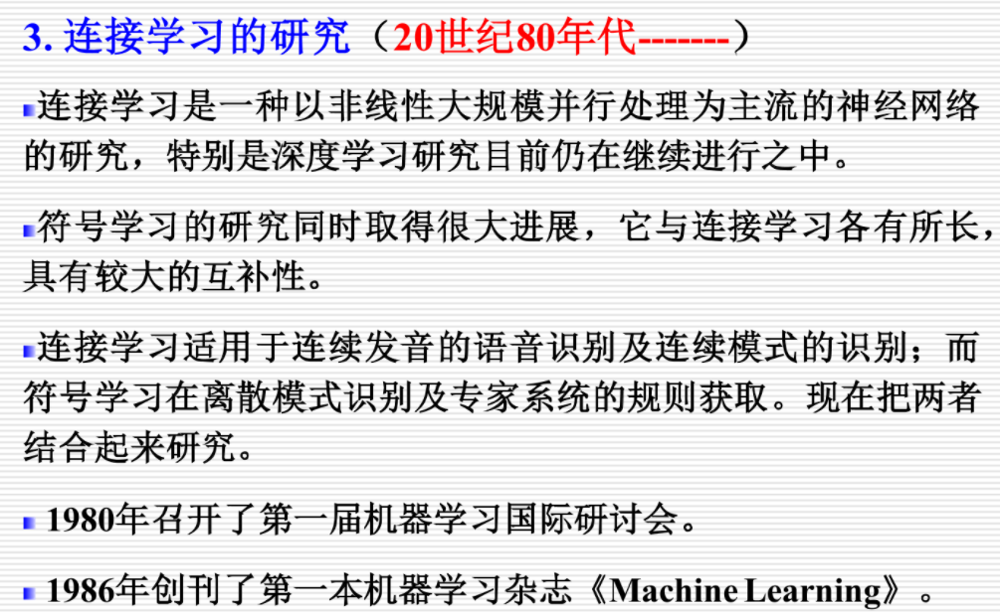 3. 连接学习的研究（20世纪80年代-------）
连接学习是一种以非线性大规模并行处理为主流的神经网络
的研究，特别是深度学习研究目前仍在继续进行之中。
符号学习的研究同时取得很大进展，它与连接学习各有所长，
具有较大的互补性。
连接学习适用于连续发音的语音识别及连续模式的识别；而
符号学习在离散模式识别及专家系统的规则获取。现在把两者
结合起来研究。
1980年召开了第一届机器学习国际研讨会。
1986年创刊了第一本机器学习杂志《Machine Learning》。